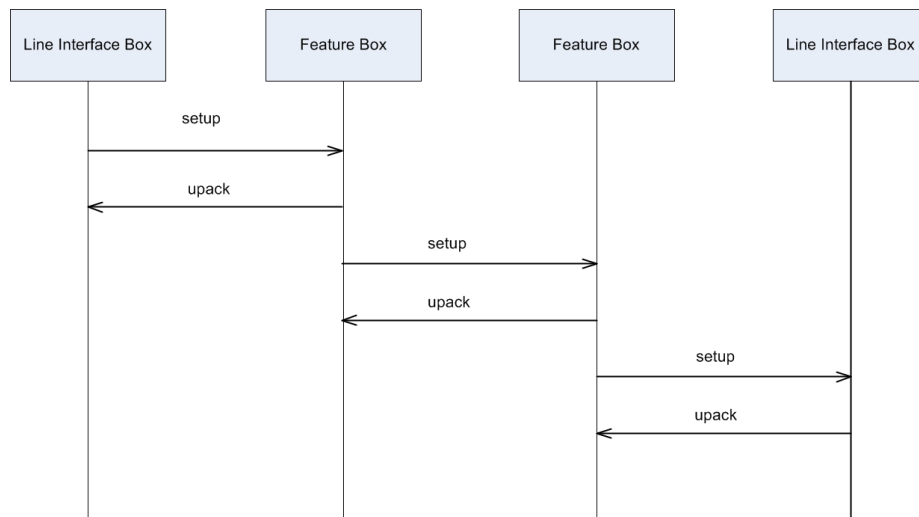 Line Interface Box
Feature Box
Feature Box
Line Interface Box
setup
upack
setup
upack
setup
upack